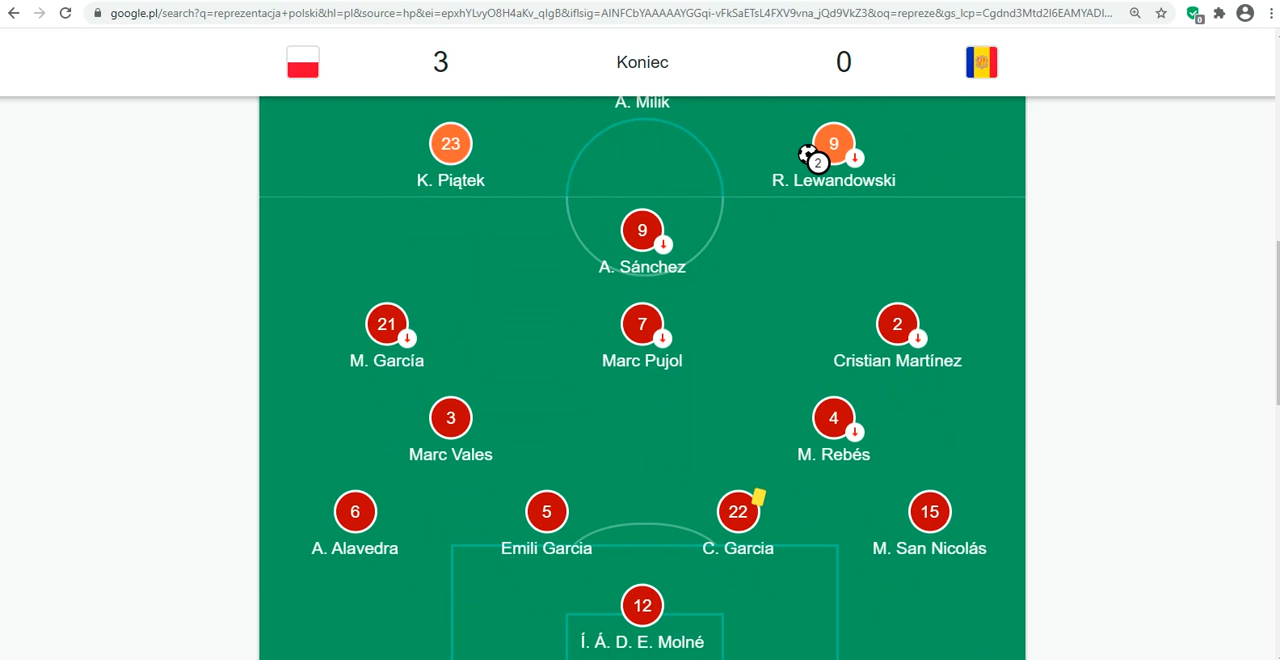 google.pl/search?q=reprezentacja+polski&hl=pl&source=hp&ei=epxhYLvyO8H4aKv_qIgB&iflsig=AINFCbYAAAAAYGGqi-vFkSaETsL4FXV9vna_jQd9VkZ3&oq=repreze&gs_lcp=Cgdnd3Mtd2l6EAMYADI...
0
3 Koniec 0
A. Milik
23 9
2
K. Piątek R. Lewandowski
9
A. Sánchez
21 7 2
M. García Marc Pujol Cristian Martínez
3 4
Marc Vales M. Rebés
6 5 22 15
A. Alavedra Emili Garcia C. Garcia M. San Nicolás
12
Í. Á. D. E. Molné